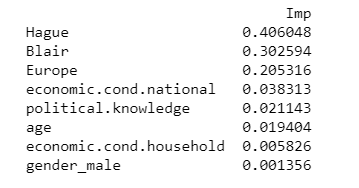 Imp
Hague 0.406048
Blair 0.302594
Europe 0.205316
economic.cond.national 0.038313
political.knowledge 0.021143
age 0.019404
economic.cond.household 0.005826
gender_male 0.001356